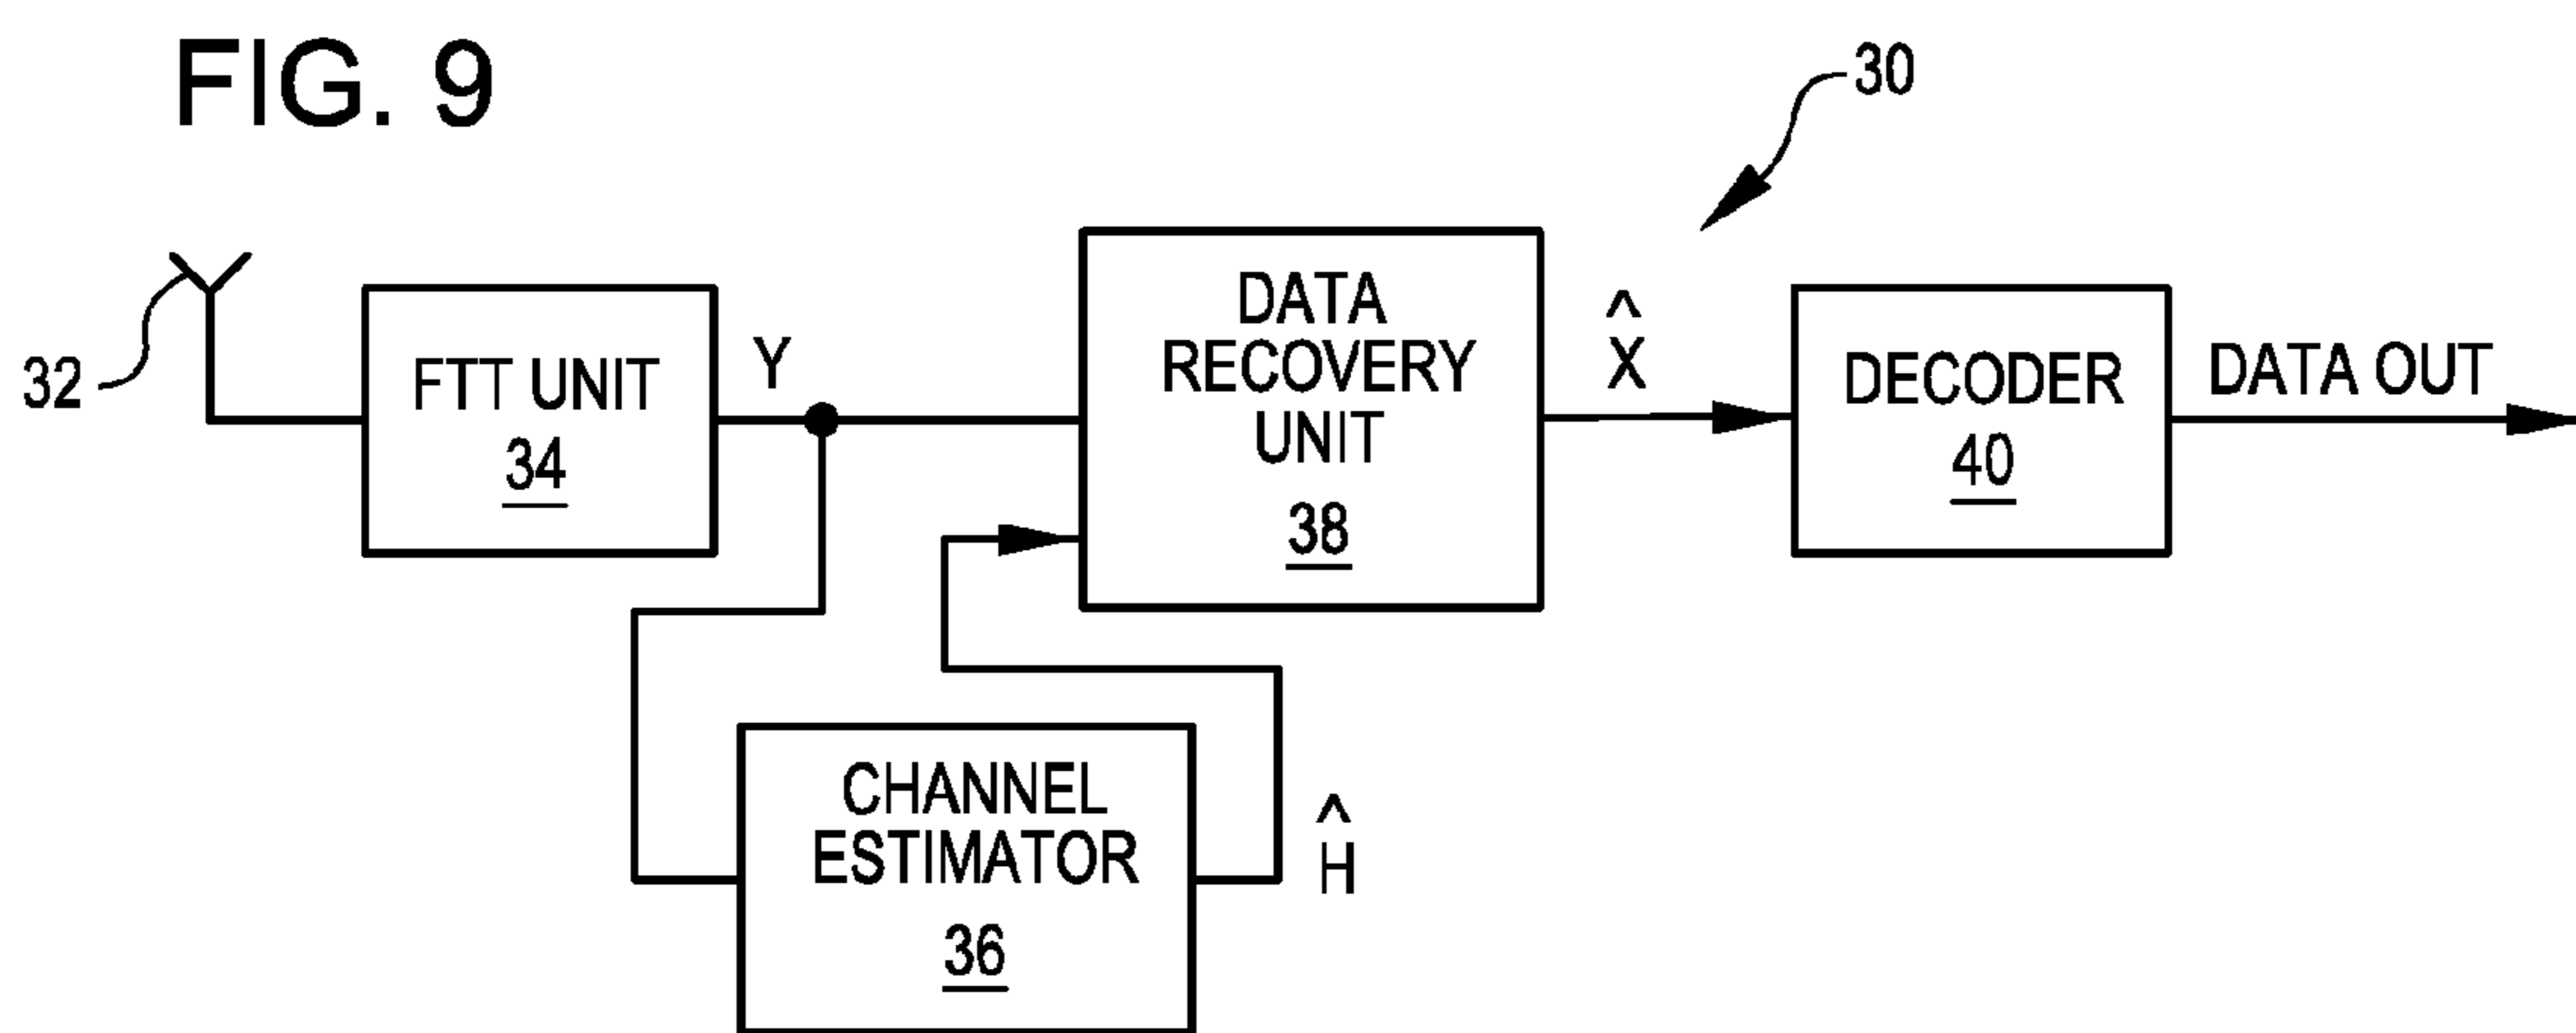 FIG. 9
30
32
FTT UNIT
34
Y
DATA
RECOVERY
UNIT
38
^
X
DECODER
40
DATA OUT
CHANNEL
ESTIMATOR
36
^
H